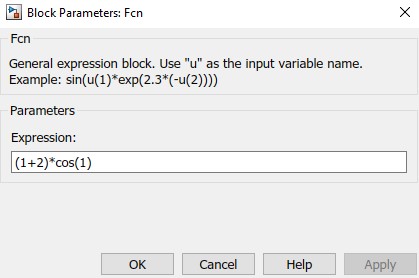 Block Parameters: Fcn
Fcn
General expression block. Use "u" as the input variable name.
Example: sin(u(1)*exp(2.3*(-u(2))))
Parameters
Expression:
(1+2)*cos(1)
OK Cancel Help Apply